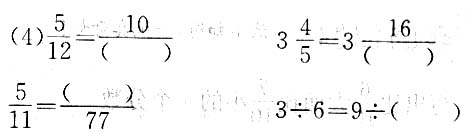 (4) 5/12 = 10/(    )    3 4/5 = 3 16/(    )
5/11 = (    )/77    3÷6=9÷(    )